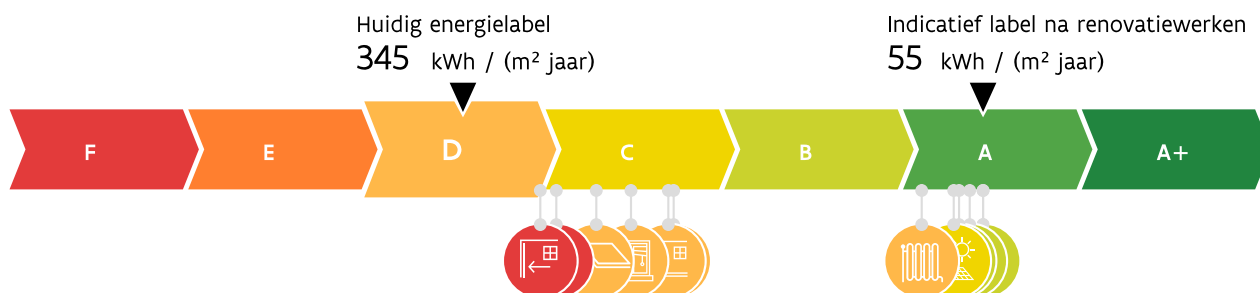 Huidig energielabel
345 kWh / (m² jaar)
Indicatief label na renovatiewerken
55 kWh / (m² jaar)
F E D C B A A+